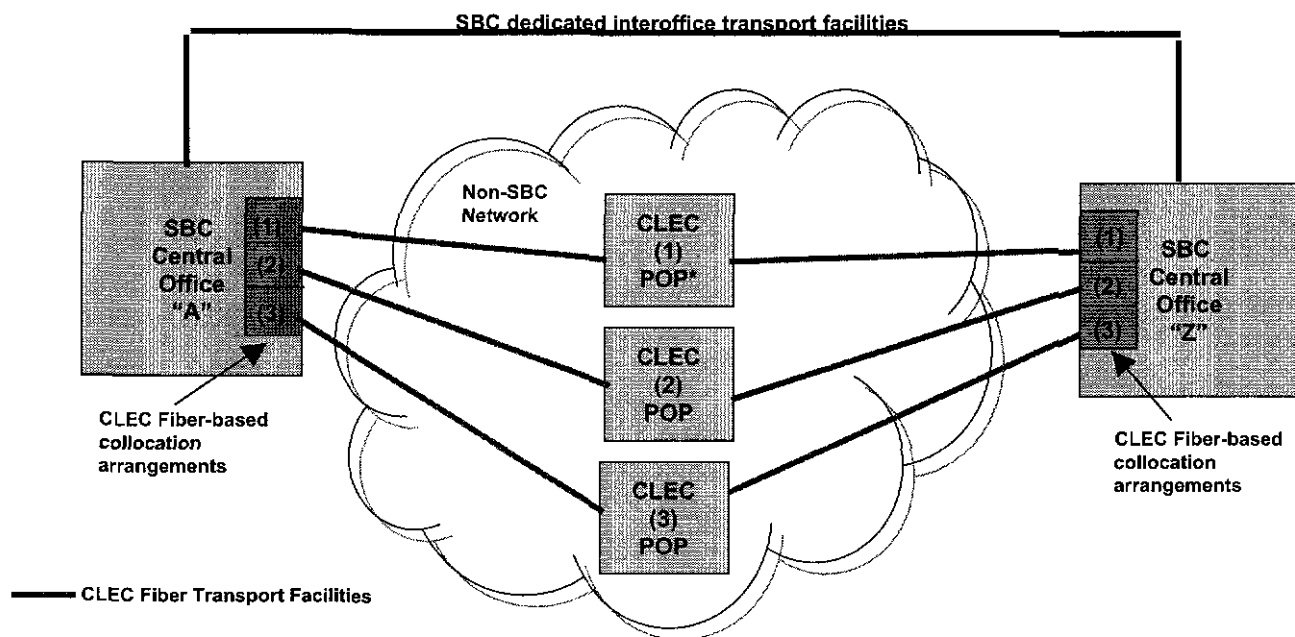 SBC dedicated interoffice transport facilities
SBC
Central
Office
“A”
(1)
(2)
(3)
CLEC Fiber-based
collocation
arrangements
Non-SBC
Network
CLEC
(1)
POP*
CLEC
(2)
POP
CLEC
(3)
POP
(1)
(2)
(3)
SBC
Central
Office
“Z”
CLEC Fiber-based
collocation
arrangements
CLEC Fiber Transport Facilities